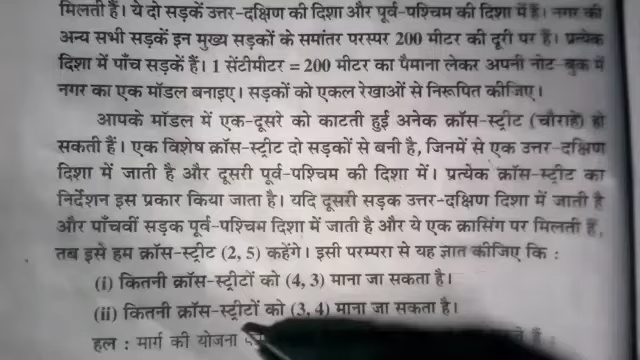 मिलती हैं। ये दो सड़कें उत्तर-दक्षिण की दिशा और पूर्व-पश्चिम की दिशा में हैं। नगर की
अन्य सभी सड़कें इन मुख्य सड़कों के समांतर परस्पर 200 मीटर की दूरी पर हैं। प्रत्येक
दिशा में पाँच सड़कें हैं। 1 सेंटीमीटर = 200 मीटर का पैमाना लेकर अपनी नोट-बुक में
नगर का एक मॉडल बनाइए। सड़कों को एकल रेखाओं से निरूपित कीजिए।
आपके मॉडल में एक-दूसरे को काटती हुई अनेक क्रॉस-स्ट्रीट (चौराहे) हो
सकती हैं। एक विशेष क्रॉस-स्ट्रीट दो सड़कों से बनी है, जिनमें से एक उत्तर-दक्षिण
दिशा में जाती है और दूसरी पूर्व-पश्चिम की दिशा में। प्रत्येक क्रॉस-स्ट्रीट का
निर्देशन इस प्रकार किया जाता है। यदि दूसरी सड़क उत्तर-दक्षिण दिशा में जाती है
और पाँचवीं सड़क पूर्व-पश्चिम दिशा में जाती है और ये एक क्रासिंग पर मिलती हैं,
तब इसे हम क्रॉस-स्ट्रीट (2, 5) कहेंगे। इसी परम्परा से यह ज्ञात कीजिए कि :
(i) कितनी क्रॉस-स्ट्रीटों को (4, 3) माना जा सकता है।
(ii) कितनी क्रॉस-स्ट्रीटों को (3, 4) माना जा सकता है।
हल : मार्ग की योजना